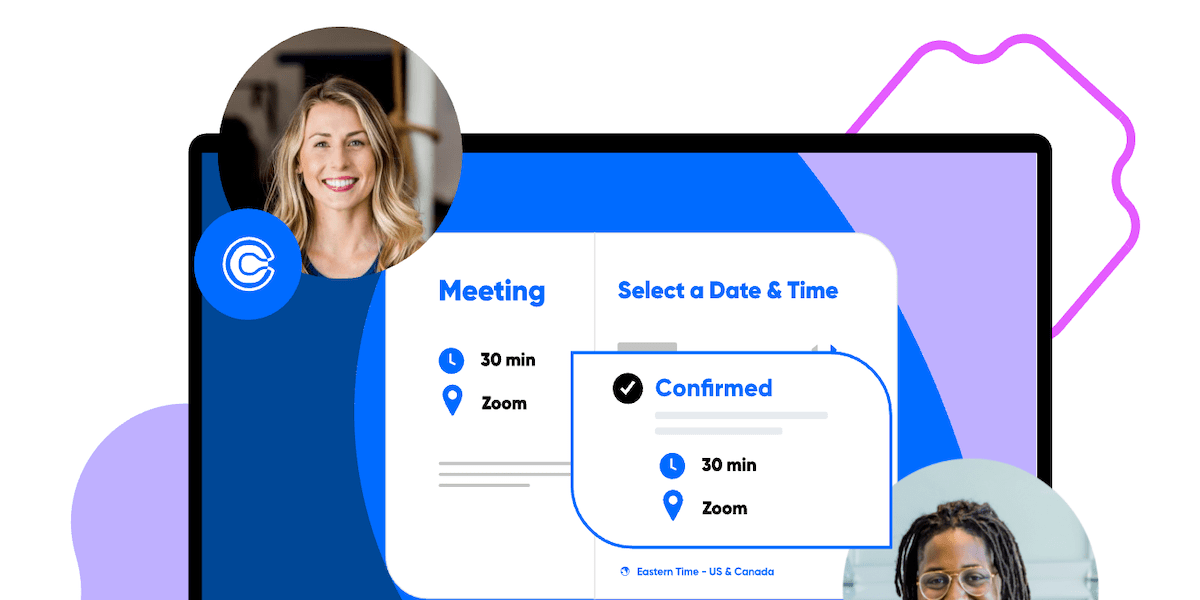 Meeting
30 min
Zoom
Select a Date & Time
Confirmed
30 min
Zoom
Eastern Time - US & Canada